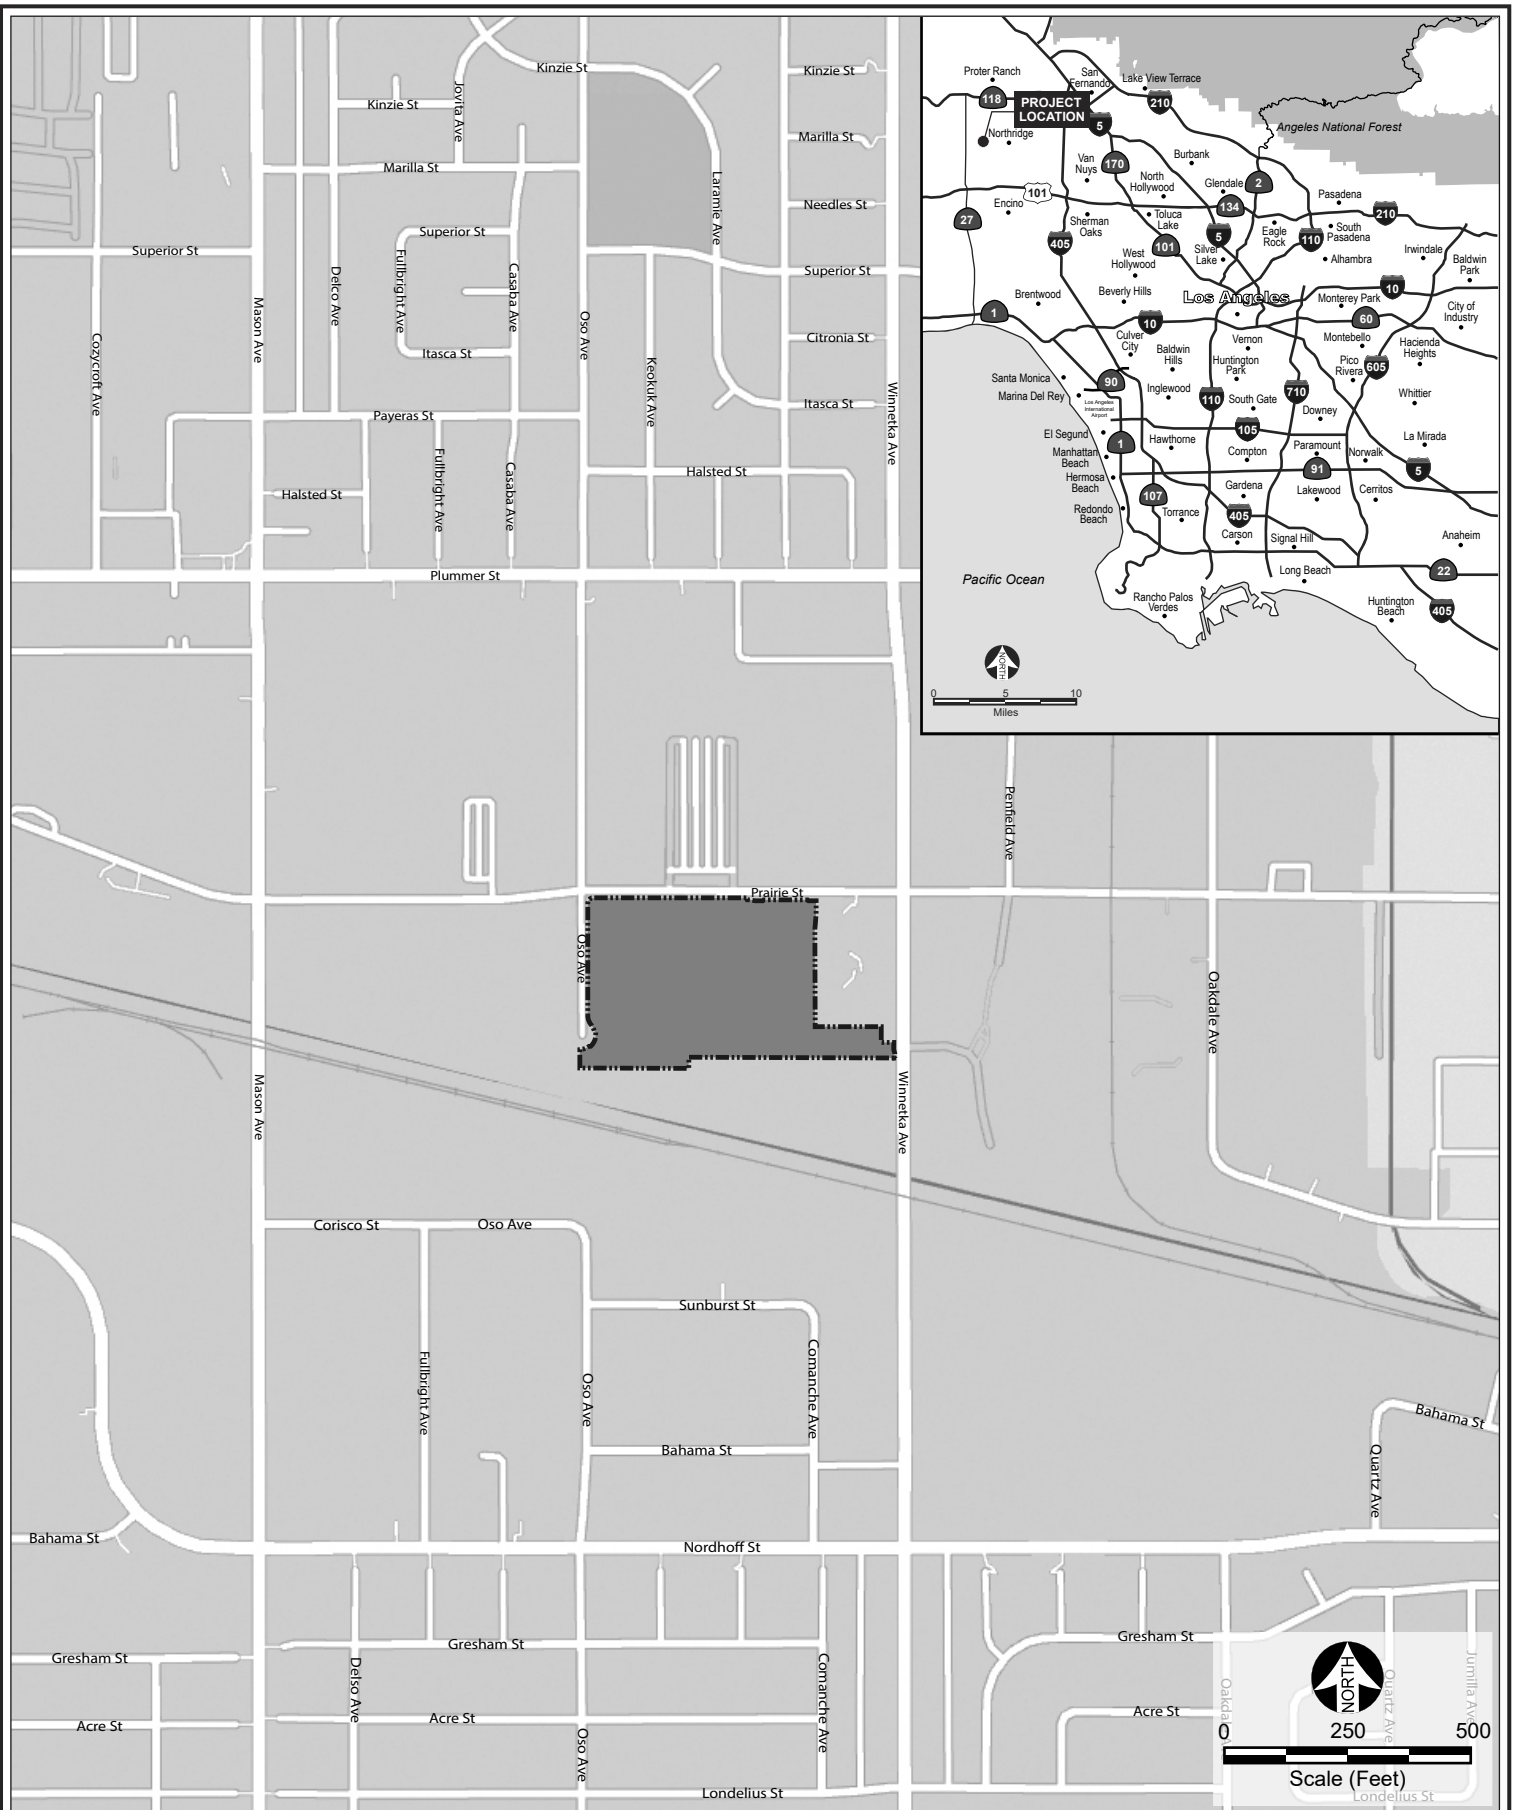 Kinzie St
Kinzie St
Kinzie St
Jovita Ave
Marilla St
Marilla St
Laramie Ave
Needles St
Superior St
Superior St
Superior St
Fullbright Ave
Casaba Ave
Delco Ave
Mason Ave
Oso Ave
Cozycroft Ave
Itasca St
Citronia St
Keokuk Ave
Winnetka Ave
Itasca St
Payeras St
Halsted St
Halsted St
Fullbright Ave
Casaba Ave
Plummer St
Proter Ranch
San
Fernando
Lake View Terrace
118
PROJECT
LOCATION
210
5
Angeles National Forest
Northridge
Van
Nuys
170
Burbank
North
Hollywood
Glendale
2
Pasadena
101
Encino
134
210
27
Sherman
Oaks
Toluca
Lake
Eagle
Rock
South
Pasadena
405
101
5
110
Silver
Lake
West
Hollywood
Alhambra
Irwindale
Baldwin
Park
Brentwood
Beverly Hills
Los Angeles
Monterey Park
10
City of
Industry
1
10
60
Culver
City
Vernon
Montebello
Hacienda
Heights
Baldwin
Hills
Huntington
Park
Pico
Rivera
605
Santa Monica
90
Inglewood
Marina Del Rey
Los Angeles
International
Airport
110
South Gate
710
Whittier
Downey
El Segund
1
Hawthorne
105
Paramount
La Mirada
Manhattan
Beach
Compton
Norwalk
91
5
Hermosa
Beach
107
Gardena
Lakewood
Cerritos
Redondo
Beach
Torrance
405
Carson
Signal Hill
Anaheim
Pacific Ocean
Long Beach
22
Rancho Palos
Verdes
Huntington
Beach
405
NORTH
0 5 10
Miles
Penfield Ave
Prairie St
Oso Ave
Oakdale Ave
Mason Ave
Winnetka Ave
Corisco St
Oso Ave
Sunburst St
Fullbright Ave
Oso Ave
Comanche Ave
Bahama St
Bahama St
Quartz Ave
Bahama St
Nordhoff St
Gresham St
Gresham St
Gresham St
Delso Ave
Comanche Ave
Acre St
Acre St
Acre St
Oso Ave
Londelius St
NORTH
Quartz Ave
Jumilla Ave
0 250 500
Scale (Feet)
Londelius St